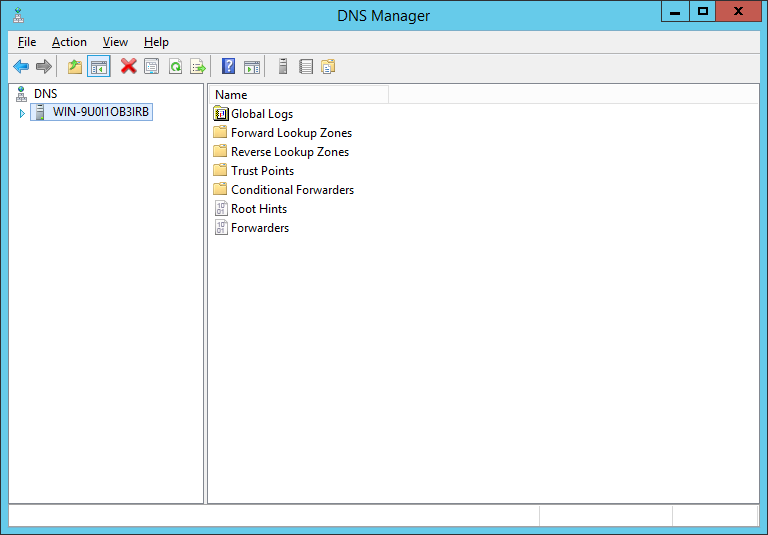 DNS Manager
File Action View Help
DNS
WIN-9U0I1OB3IRB
Name
Global Logs
Forward Lookup Zones
Reverse Lookup Zones
Trust Points
Conditional Forwarders
Root Hints
Forwarders